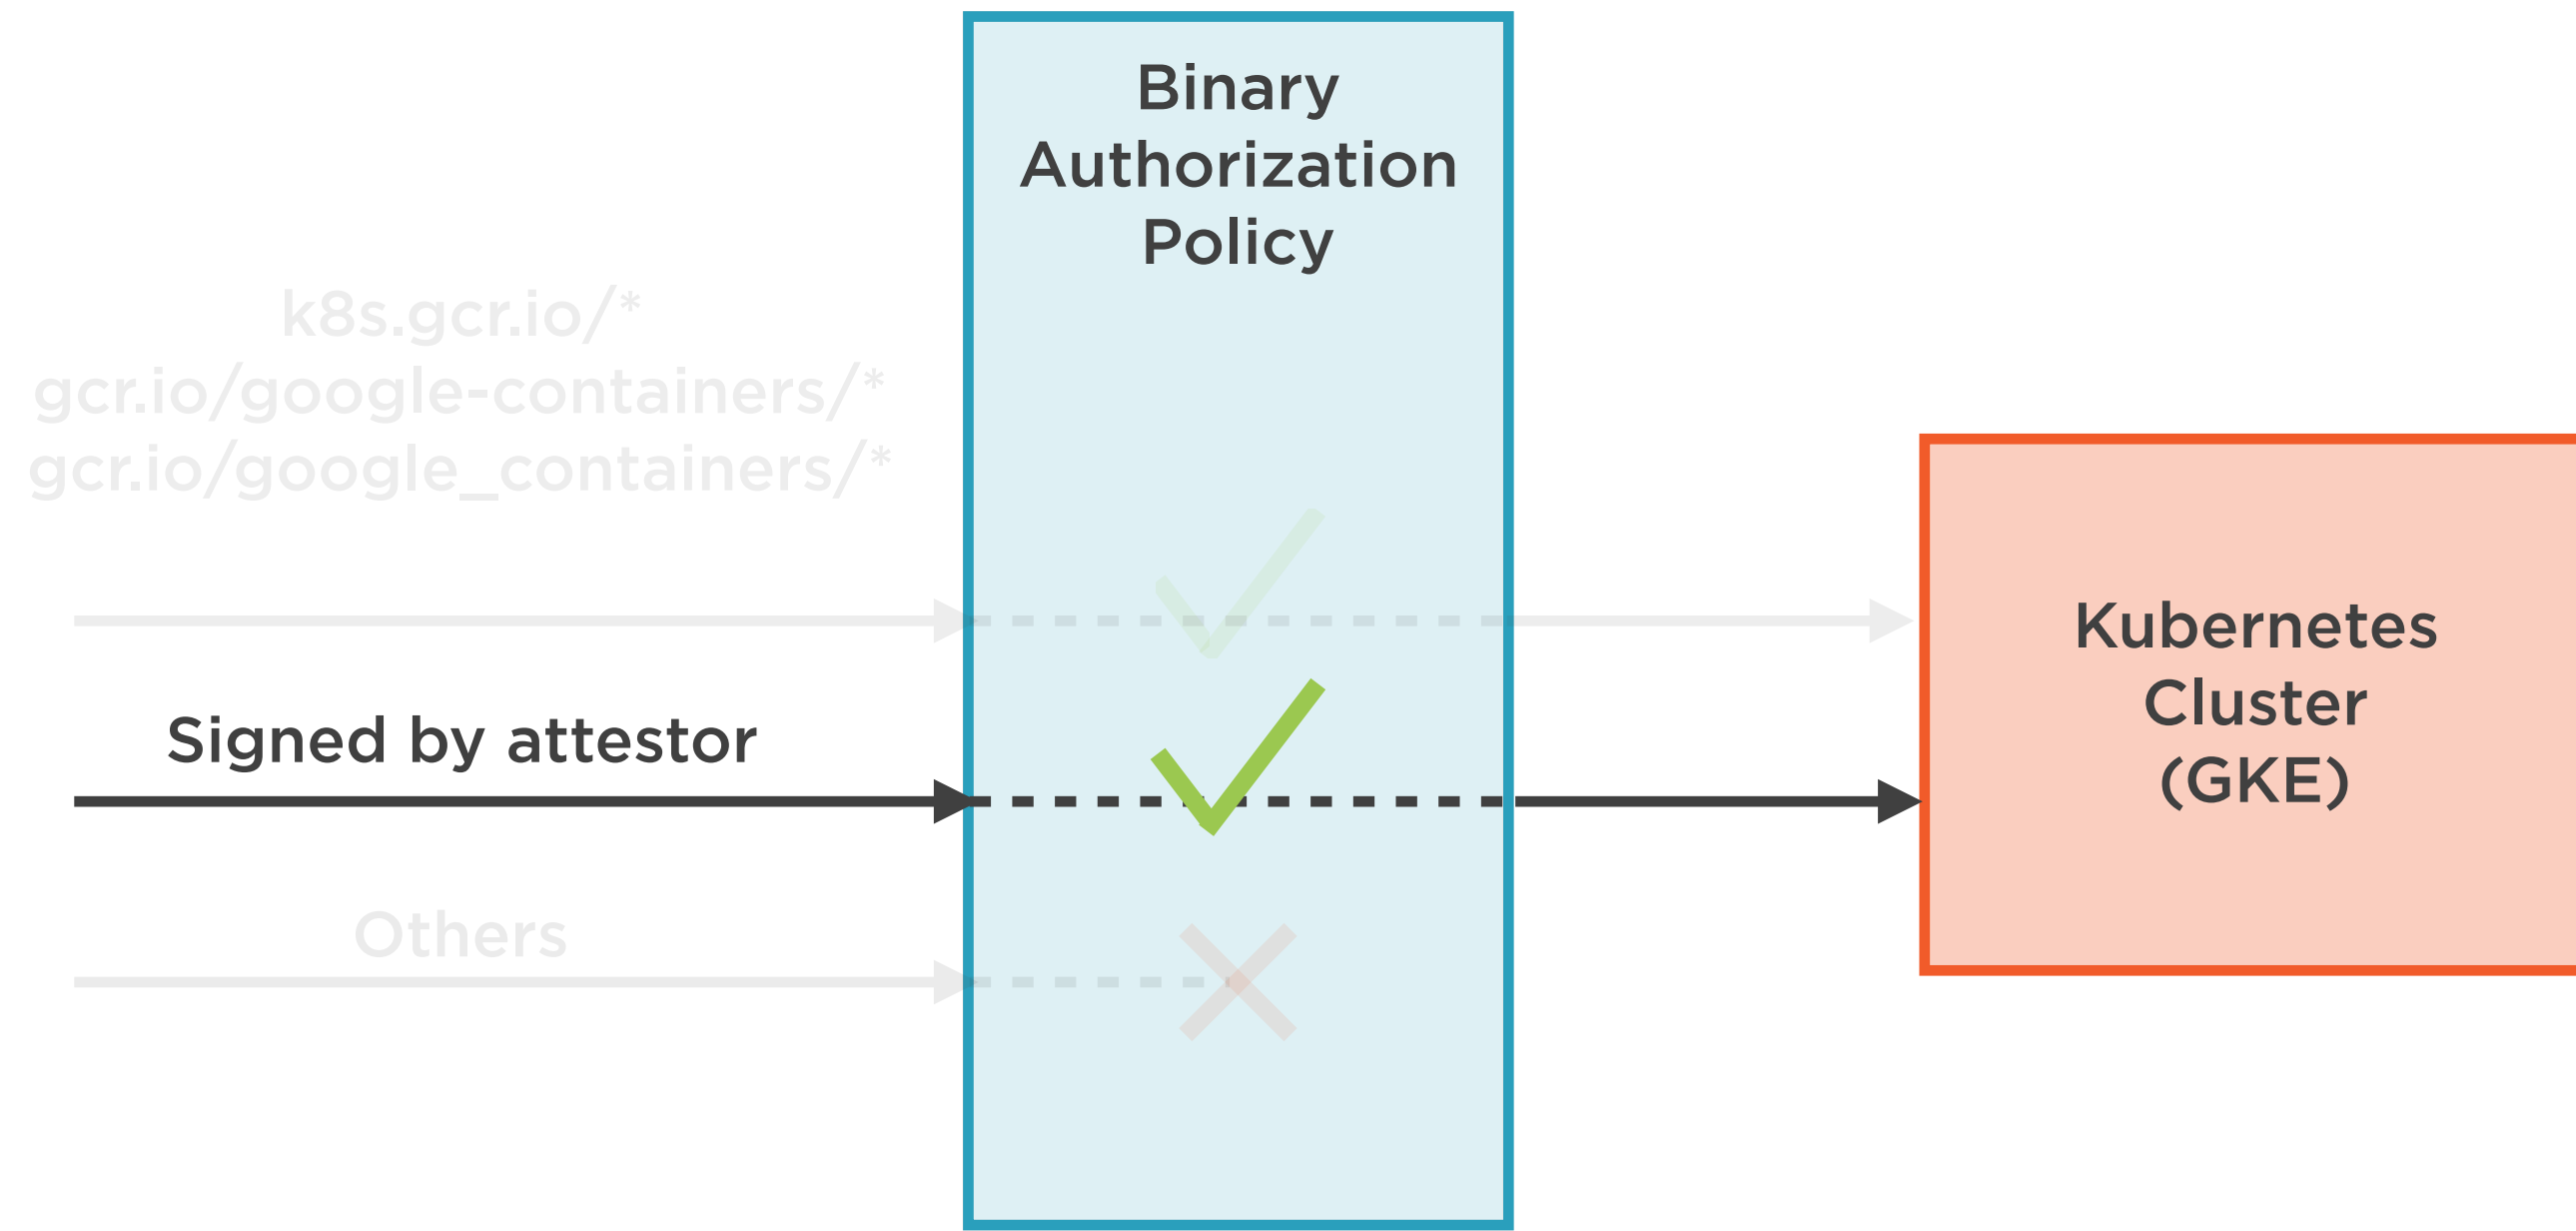 Binary
Authorization
Policy
k8s.gcr.io/*
gcr.io/google-containers/*
gcr.io/google_containers/*
Signed by attestor
Others
Kubernetes
Cluster
(GKE)